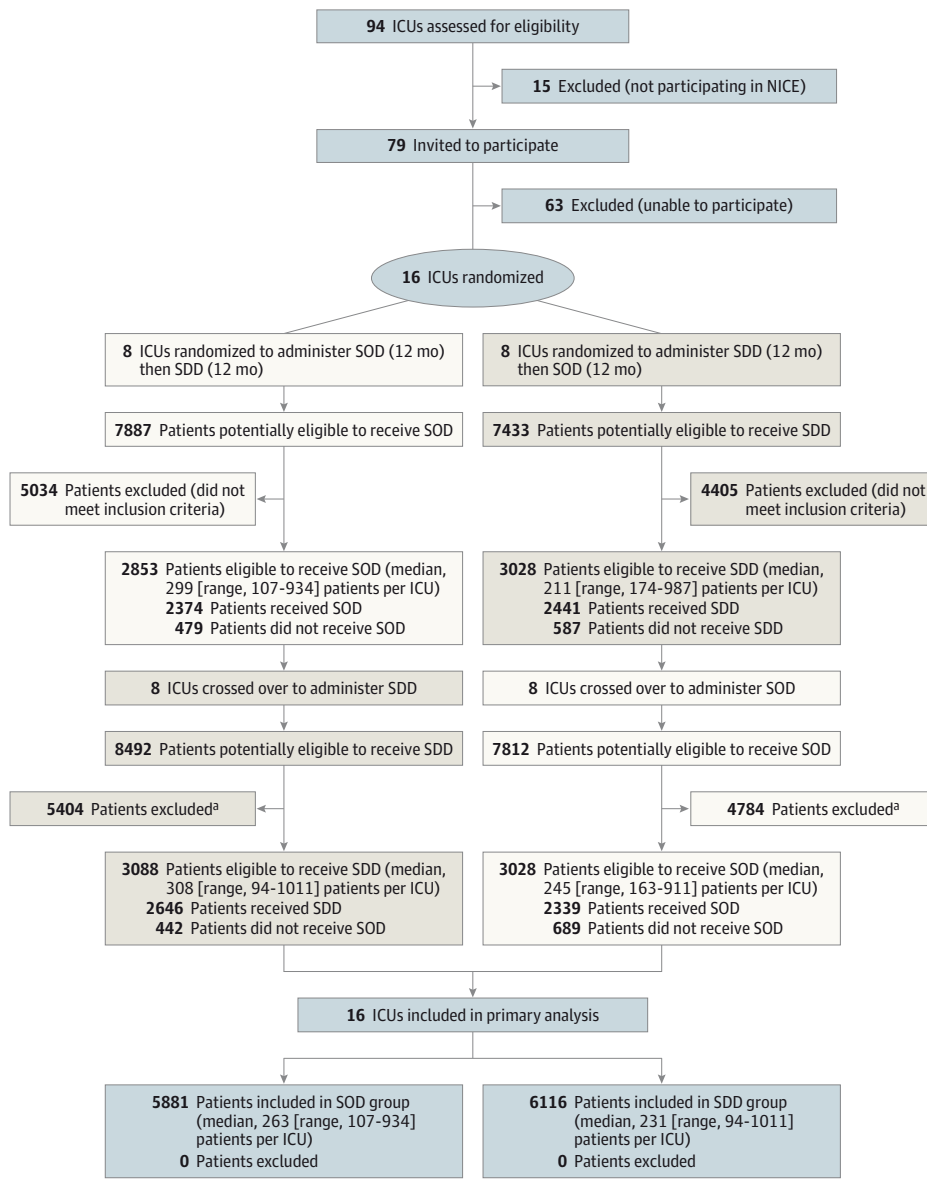 94 ICUs assessed for eligibility
15 Excluded (not participating in NICE)
79 Invited to participate
63 Excluded (unable to participate)
16 ICUs randomized
8 ICUs randomized to administer SOD (12 mo)
then SDD (12 mo)
8 ICUs randomized to administer SDD (12 mo)
then SOD (12 mo)
7887 Patients potentially eligible to receive SOD
7433 Patients potentially eligible to receive SDD
5034 Patients excluded (did not
meet inclusion criteria)
4405 Patients excluded (did not
meet inclusion criteria)
2853 Patients eligible to receive SOD (median,
299 [range, 107-934] patients per ICU)
2374 Patients received SOD
479 Patients did not receive SOD
3028 Patients eligible to receive SDD (median,
211 [range, 174-987] patients per ICU)
2441 Patients received SDD
587 Patients did not receive SDD
8 ICUs crossed over to administer SDD
8 ICUs crossed over to administer SOD
8492 Patients potentially eligible to receive SDD
7812 Patients potentially eligible to receive SOD
5404 Patients excludedᵃ
4784 Patients excludedᵃ
3088 Patients eligible to receive SDD (median,
308 [range, 94-1011] patients per ICU)
2646 Patients received SDD
442 Patients did not receive SOD
3028 Patients eligible to receive SOD (median,
245 [range, 163-911] patients per ICU)
2339 Patients received SOD
689 Patients did not receive SOD
16 ICUs included in primary analysis
5881 Patients included in SOD group
(median, 263 [range, 107-934]
patients per ICU)
0 Patients excluded
6116 Patients included in SDD group
(median, 231 [range, 94-1011]
patients per ICU)
0 Patients excluded